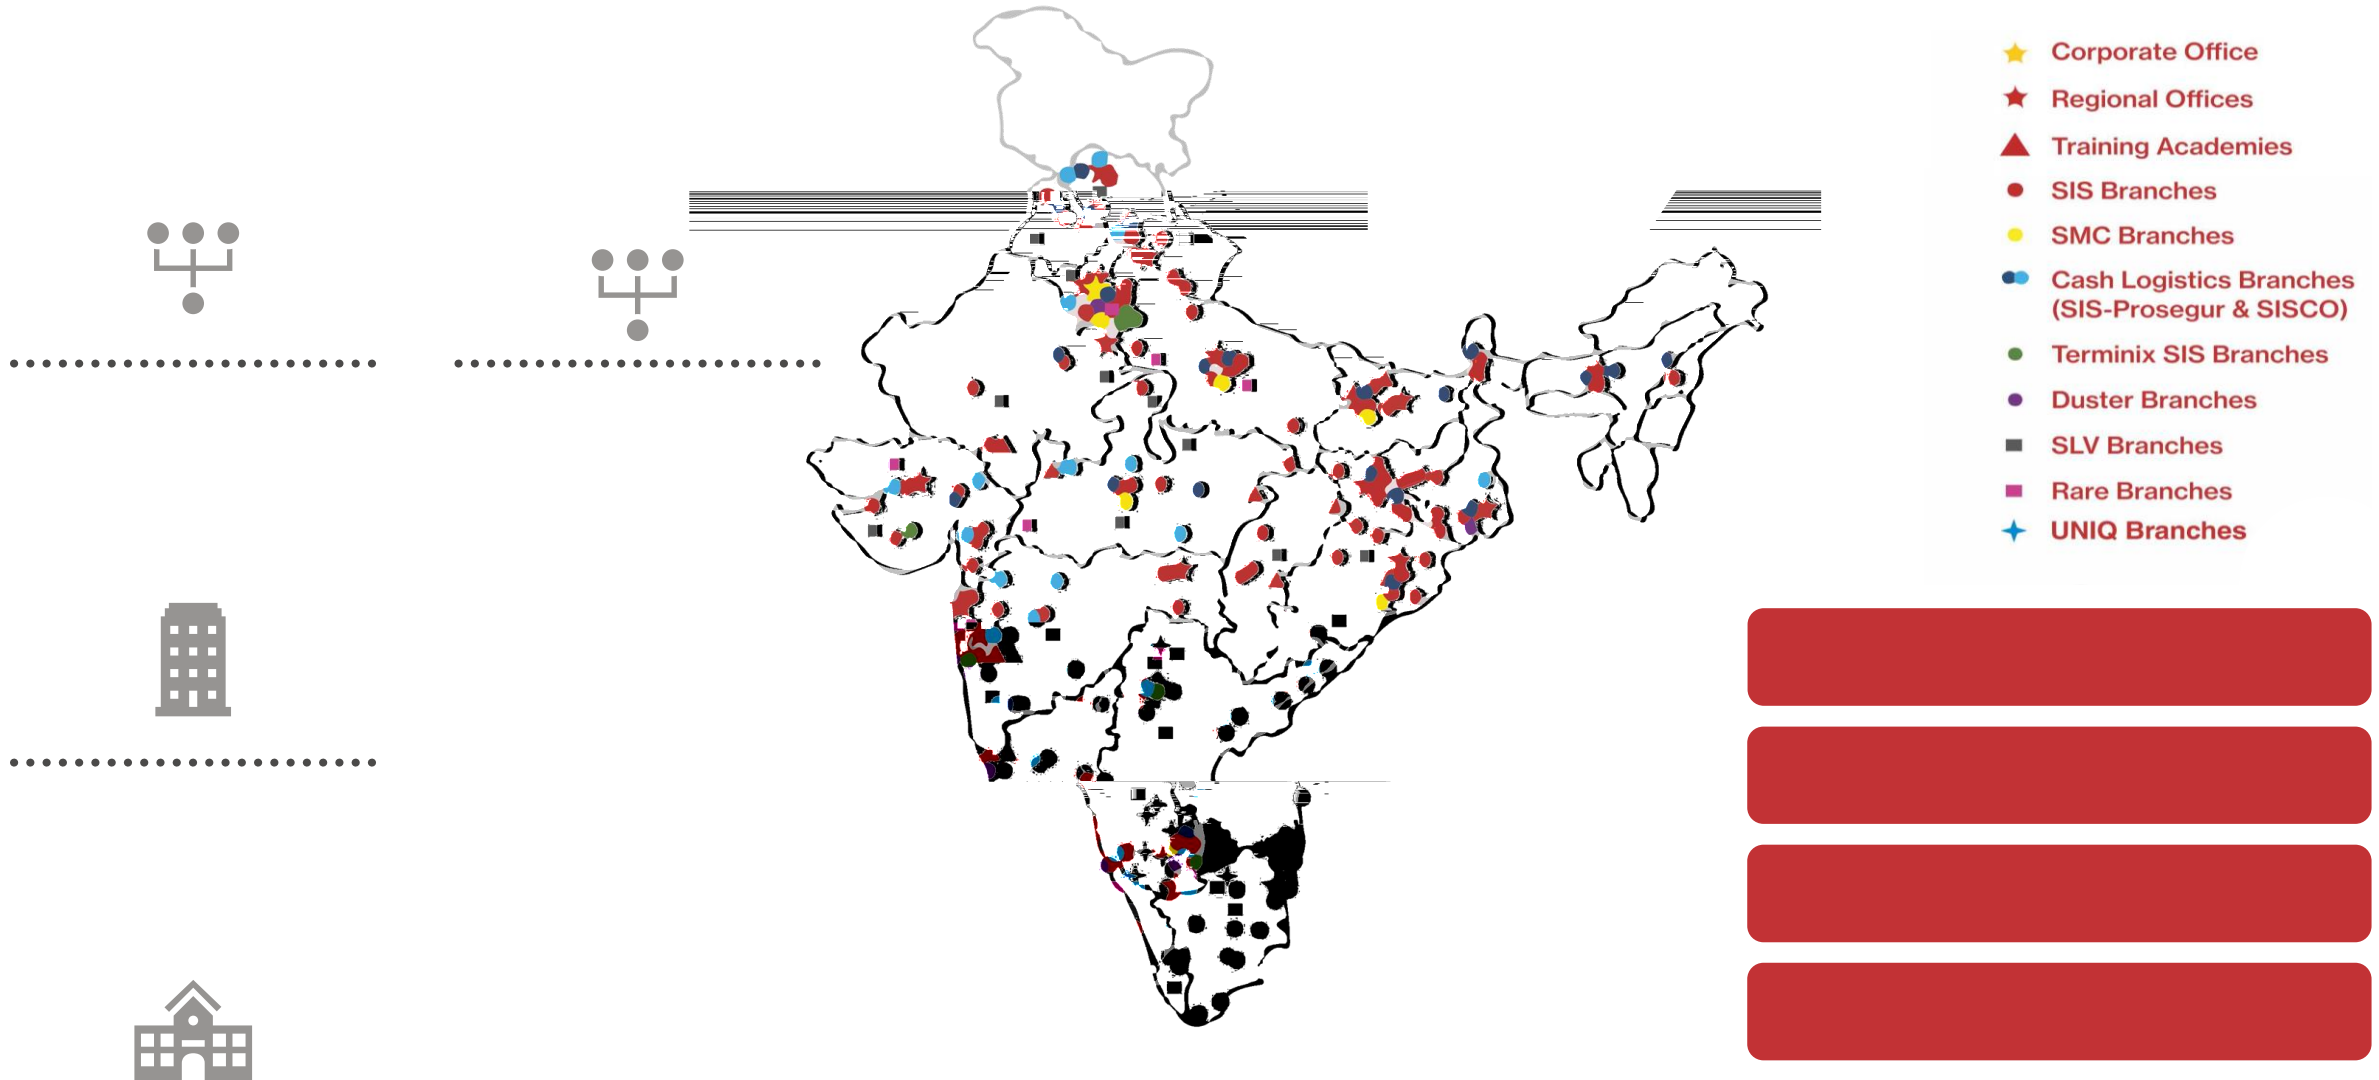 Corporate Office
Regional Offices
Training Academies
SIS Branches
SMC Branches
Cash Logistics Branches
(SIS-Prosegur & SISCO)
Terminix SIS Branches
Duster Branches
SLV Branches
Rare Branches
UNIQ Branches